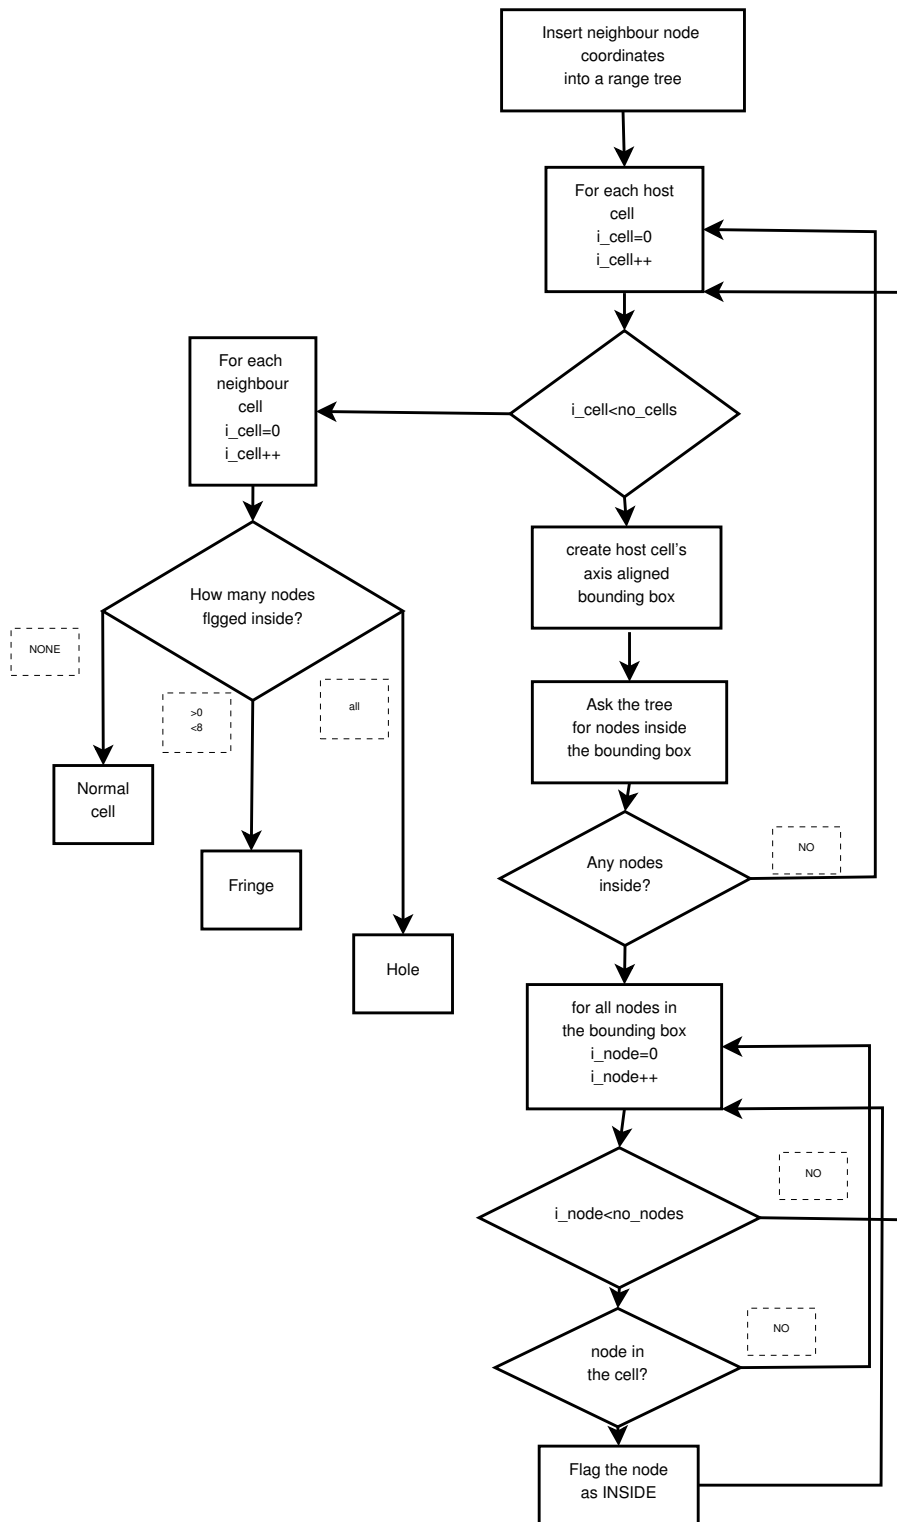 Insert neighbour node
coordinates
into a range tree
For each host
cell
i_cell=0
i_cell++
i_cell<no_cells
For each
neighbour
cell
i_cell=0
i_cell++
How many nodes
flgged inside?
NONE
>0
<8
all
Normal
cell
Fringe
Hole
create host cell's
axis aligned
bounding box
Ask the tree
for nodes inside
the bounding box
Any nodes
inside?
NO
for all nodes in
the bounding box
i_node=0
i_node++
i_node<no_nodes
NO
node in
the cell?
NO
Flag the node
as INSIDE